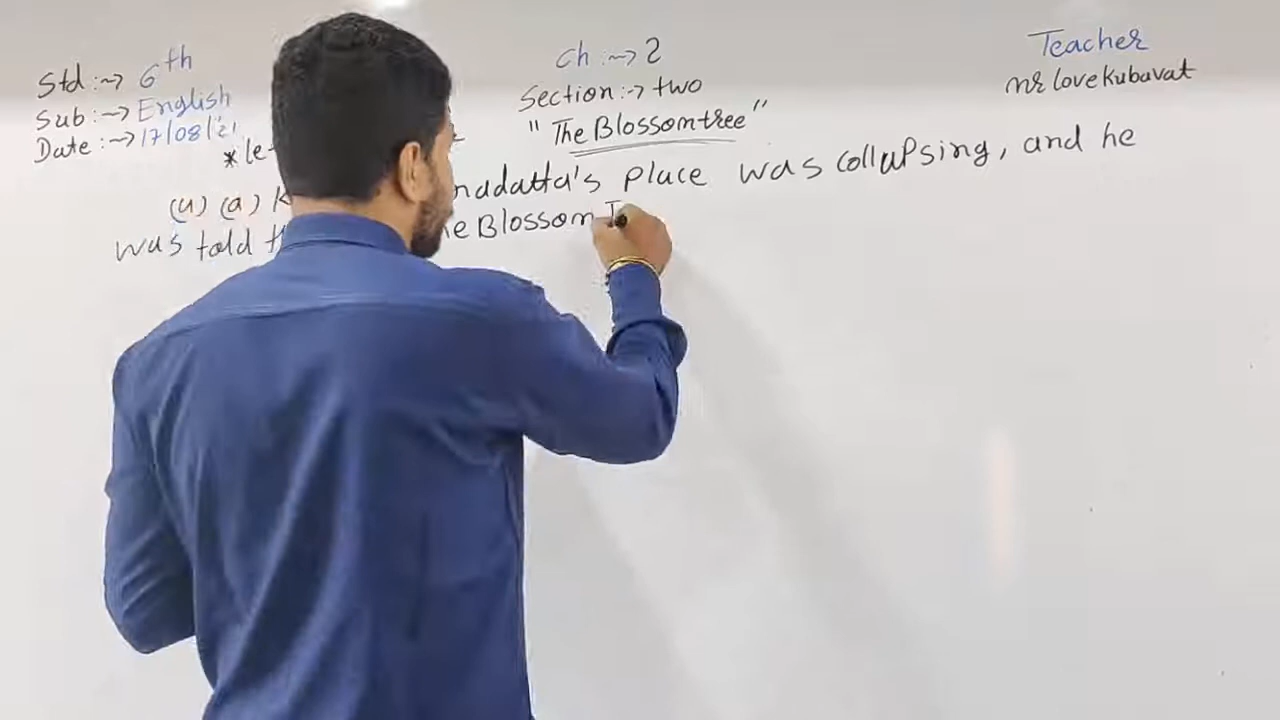 Std :~> 6th
Sub :~> English
Date :~> 17/08/21
Ch :~> 2
Section :-> two
"The Blossom tree"
Teacher
mr love kubavat
(4) (a) place was collapsing, and he
was told Blossom